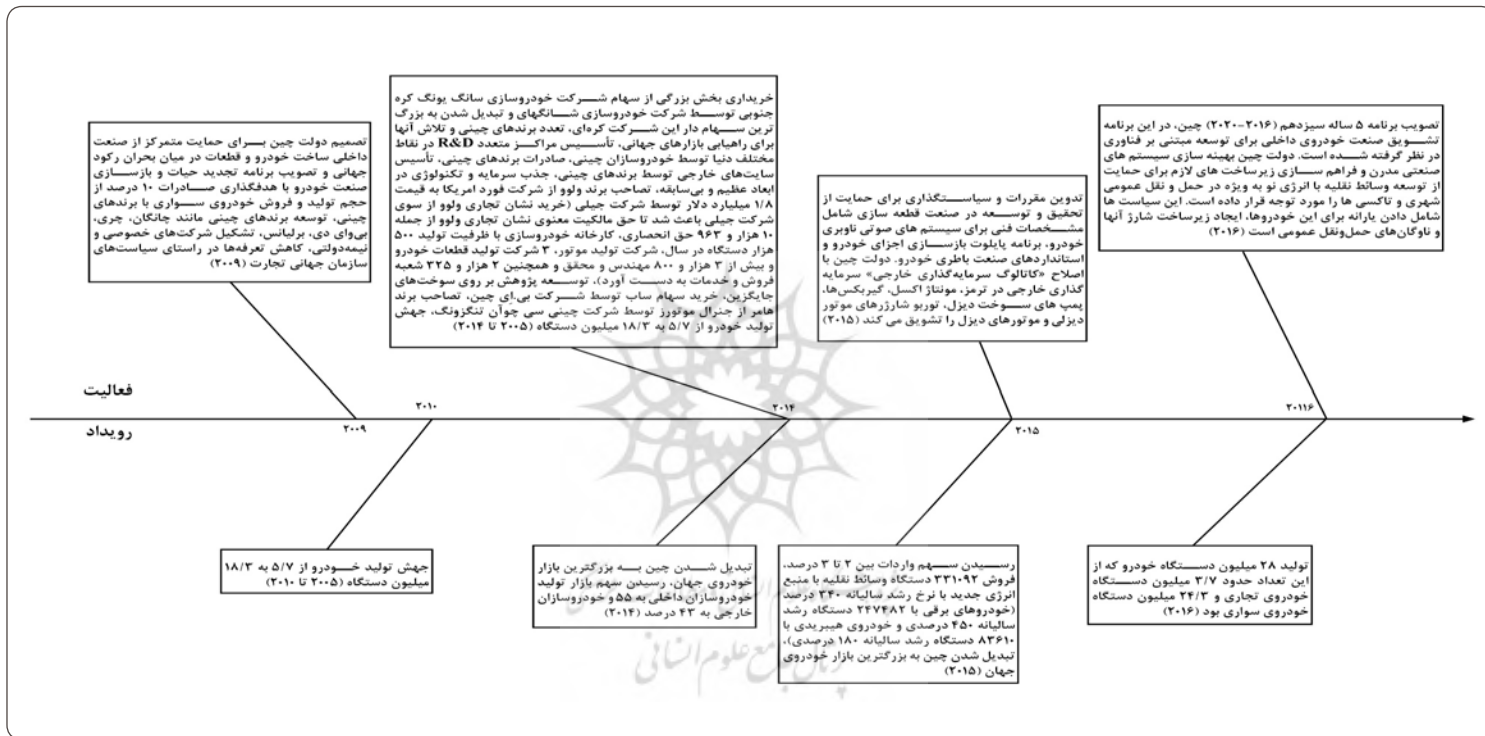 تصمیم دولت چین برای حمایت متمرکز از صنعت
داخلی ساخت خودرو و قطعات در میان بحران رکود
جهانی و تصویب برنامه تجدید حیات و بازسازی
صنعت خودرو با هدفگذاری صادرات ۱۰ درصد از
حجم تولید و فروش خودروی سواری با برندهای
چینی، توسعه برندهای چینی مانند چانگان، چری،
بی‌وای دی، برلیانس، تشکیل شرکت‌های خصوصی و
نیمه‌دولتی، کاهش تعرفه‌ها در راستای سیاست‌های
سازمان جهانی تجارت (۲۰۰۹)
خریداری بخش بزرگی از سهام شرکت خودروسازی سانگ یونگ کره
جنوبی توسط شرکت خودروسازی شانگهای و تبدیل شدن به بزرگ
ترین سهام دار این شرکت کره‌ای، تعدد برندهای چینی و تلاش آنها
برای راهیابی بازارهای جهانی، تأسیس مراکز متعدد R&D در نقاط
مختلف دنیا توسط خودروسازان چینی، صادرات برندهای چینی، تأسیس
سایت‌های خارجی توسط برندهای چینی، جذب سرمایه و تکنولوژی در
ابعاد عظیم و بی‌سابقه، تصاحب برند ولوو از شرکت فورد امریکا به قیمت
۱/۸ میلیارد دلار توسط شرکت جیلی (خرید نشان تجاری ولوو از سوی
شرکت جیلی باعث شد تا حق مالکیت معنوی نشان تجاری ولوو از جمله
۱۰ هزار و ۹۶۳ حق انحصاری، کارخانه خودروسازی با ظرفیت تولید ۵۰۰
هزار دستگاه در سال، شرکت تولید موتور، ۳ شرکت تولید قطعات خودرو
و بیش از ۳ هزار و ۸۰۰ مهندس و محقق و همچنین ۲ هزار و ۳۲۵ شعبه
فروش و خدمات به دست آورد)، توسعه پژوهش بر روی سوخت‌های
جایگزین، خرید سهام ساب توسط شرکت بی.ای چین، تصاحب برند
هامر از جنرال موتورز توسط شرکت چینی سی چوآن تنگزونگ، جهش
تولید خودرو از ۵/۷ به ۱۸/۳ میلیون دستگاه (۲۰۰۵ تا ۲۰۱۴)
تدوین مقررات و سیاستگذاری برای حمایت از
تحقیق و توسعه در صنعت قطعه سازی شامل
مشخصات فنی برای سیستم های صوتی ناوبری
خودرو، برنامه پایلوت بازسازی اجزای خودرو و
استانداردهای صنعت باطری خودرو. دولت چین با
اصلاح «کاتالوگ سرمایه‌گذاری خارجی» سرمایه
گذاری خارجی در ترمز، مونتاژ اکسل، گیربکس‌ها،
پمپ های سوخت دیزل، توربو شارژرهای موتور
دیزلی و موتورهای دیزل را تشویق می کند (۲۰۱۵)
تصویب برنامه ۵ ساله سیزدهم (۲۰۱۶-۲۰۲۰) چین، در این برنامه
تشویق صنعت خودروی داخلی برای توسعه مبتنی بر فناوری
در نظر گرفته شده است. دولت چین بهینه سازی سیستم های
صنعتی مدرن و فراهم سازی زیرساخت های لازم برای حمایت
از توسعه وسائط نقلیه با انرژی نو به ویژه در حمل و نقل عمومی
شهری و تاکسی ها را مورد توجه قرار داده است. این سیاست ها
شامل دادن یارانه برای این خودروها، ایجاد زیرساخت شارژ آنها
و ناوگان‌های حمل‌ونقل عمومی است (۲۰۱۶)
فعالیت
رویداد
۲۰۰۹
۲۰۱۰
۲۰۱۴
۲۰۱۵
۲۰۱۱۶
جهش تولید خودرو از ۵/۷ به ۱۸/۳
میلیون دستگاه (۲۰۰۵ تا ۲۰۱۰)
تبدیل شدن چین به بزرگترین بازار
خودروی جهان، رسیدن سهم بازار تولید
خودروسازان داخلی به ۵۵ و خودروسازان
خارجی به ۴۳ درصد (۲۰۱۴)
رسیدن سهم واردات بین ۲ تا ۳ درصد،
فروش ۳۳۱۰۹۲ دستگاه وسائط نقلیه با منبع
انرژی جدید با نرخ رشد سالیانه ۳۴۰ درصد
(خودروهای برقی با ۲۴۷۴۸۲ دستگاه رشد
سالیانه ۴۵۰ درصدی و خودروی هیبریدی با
۸۳۶۱۰ دستگاه رشد سالیانه ۱۸۰ درصدی)،
تبدیل شدن چین به بزرگترین بازار خودروی
جهان (۲۰۱۵)
تولید ۲۸ میلیون دستگاه خودرو که از
این تعداد حدود ۳/۷ میلیون دستگاه
خودروی تجاری و ۲۴/۳ میلیون دستگاه
خودروی سواری بود (۲۰۱۶)
پرتال جامع علوم انسانی